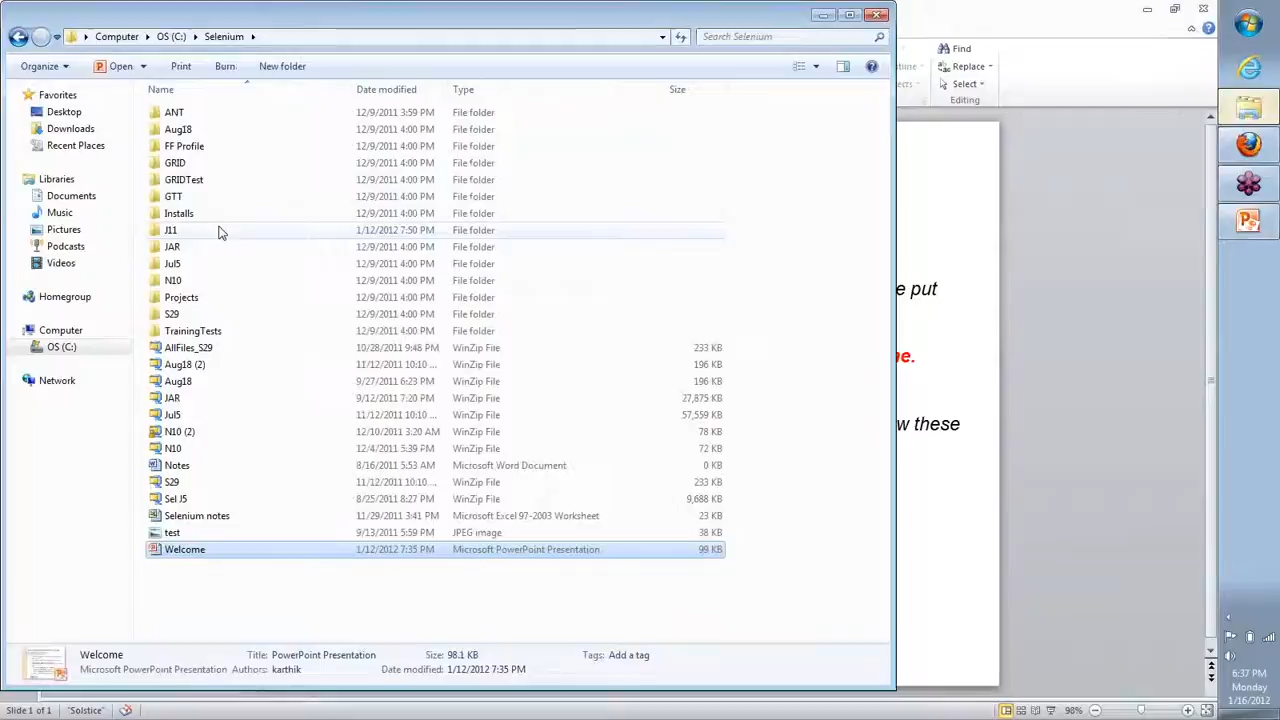 Computer OS (C:) Selenium Search Selenium
Find
Organize Open Print Burn New folder
Replace
Select
Editing
Name Date modified Type Size
Favorites
Desktop
Downloads
Recent Places
Libraries
Documents
Music
Pictures
Podcasts
Videos
Homegroup
Computer
OS (C:)
Network
ANT 12/9/2011 3:59 PM File folder
Aug18 12/9/2011 4:00 PM File folder
FF Profile 12/9/2011 4:00 PM File folder
GRID 12/9/2011 4:00 PM File folder
GRIDTest 12/9/2011 4:00 PM File folder
GTT 12/9/2011 4:00 PM File folder
Installs 12/9/2011 4:00 PM File folder
J11 1/12/2012 7:50 PM File folder
JAR 12/9/2011 4:00 PM File folder
Jul5 12/9/2011 4:00 PM File folder
N10 12/9/2011 4:00 PM File folder
Projects 12/9/2011 4:00 PM File folder
S29 12/9/2011 4:00 PM File folder
TrainingTests 12/9/2011 4:00 PM File folder
AllFiles_S29 10/28/2011 9:48 PM WinZip File 233 KB
Aug18 (2) 11/12/2011 10:10 ... WinZip File 196 KB
Aug18 9/27/2011 6:23 PM WinZip File 196 KB
JAR 9/12/2011 7:20 PM WinZip File 27,875 KB
Jul5 11/12/2011 10:10 ... WinZip File 57,559 KB
N10 (2) 12/10/2011 3:20 AM WinZip File 78 KB
N10 12/4/2011 5:39 PM WinZip File 72 KB
Notes 8/16/2011 5:53 AM Microsoft Word Document 0 KB
S29 11/12/2011 10:10 ... WinZip File 233 KB
Sel J5 8/25/2011 8:27 PM WinZip File 9,688 KB
Selenium notes 11/29/2011 3:41 PM Microsoft Excel 97-2003 Worksheet 23 KB
test 9/13/2011 5:59 PM JPEG image 38 KB
Welcome 1/12/2012 7:35 PM Microsoft PowerPoint Presentation 99 KB
e put
ne.
w these
Welcome Title: PowerPoint Presentation Size: 98.1 KB Tags: Add a tag
Microsoft PowerPoint Presentation Authors: karthik Date modified: 1/12/2012 7:35 PM
6:37 PM
Monday
1/16/2012
Slide 1 of 1 "Solstice" 98%